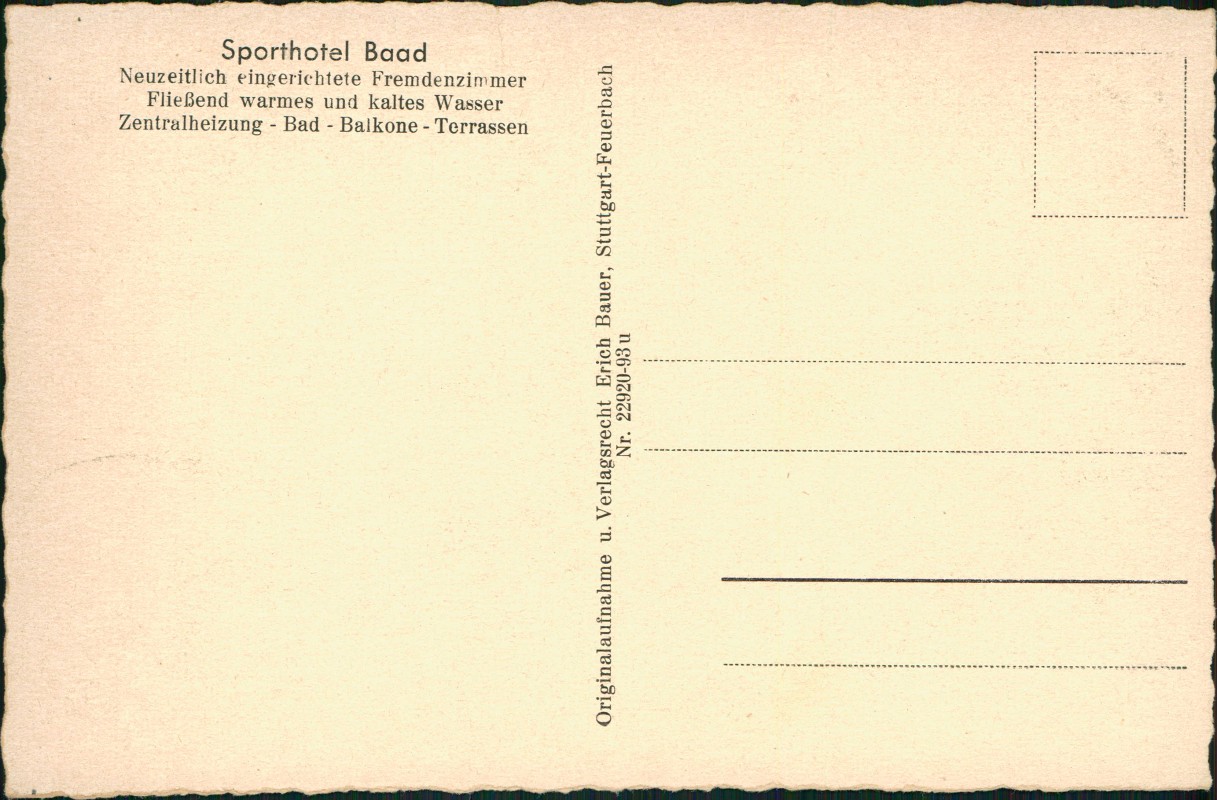 Sporthotel Baad
Neuzeitlich eingerichtete Fremdenzimmer
Fließend warmes und kaltes Wasser
Zentralheizung - Bad - Balkone - Terrassen
Originalaufnahme u. Verlagsrecht Erich Bauer, Stuttgart-Feuerbach
Nr. 22920-93u